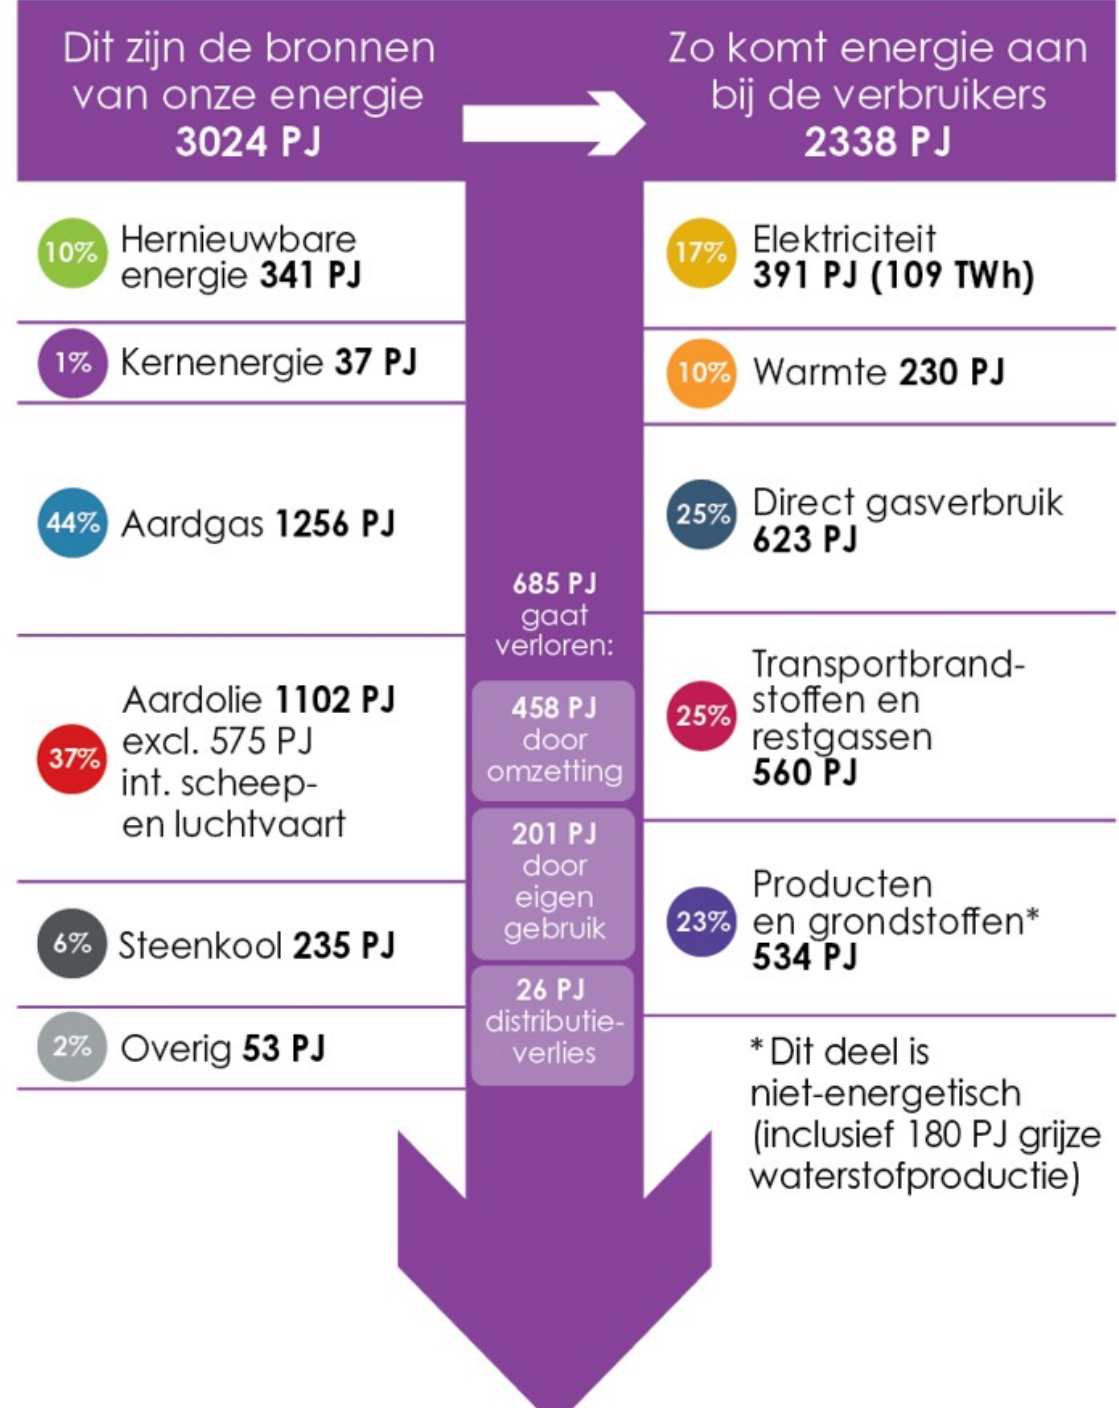 Dit zijn de bronnen
van onze energie
3024 PJ
Zo komt energie aan
bij de verbruikers
2338 PJ
10%
Hernieuwbare
energie 341 PJ
1%
Kernenergie 37 PJ
44%
Aardgas 1256 PJ
37%
Aardolie 1102 PJ
excl. 575 PJ
int. scheep-
en luchtvaart
6%
Steenkool 235 PJ
2%
Overig 53 PJ
685 PJ
gaat
verloren:
458 PJ
door
omzetting
201 PJ
door
eigen
gebruik
26 PJ
distributie-
verlies
17%
Elektriciteit
391 PJ (109 TWh)
10%
Warmte 230 PJ
25%
Direct gasverbruik
623 PJ
25%
Transportbrand-
stoffen en
restgassen
560 PJ
23%
Producten
en grondstoffen*
534 PJ
* Dit deel is
niet-energetisch
(inclusief 180 PJ grijze
waterstofproductie)